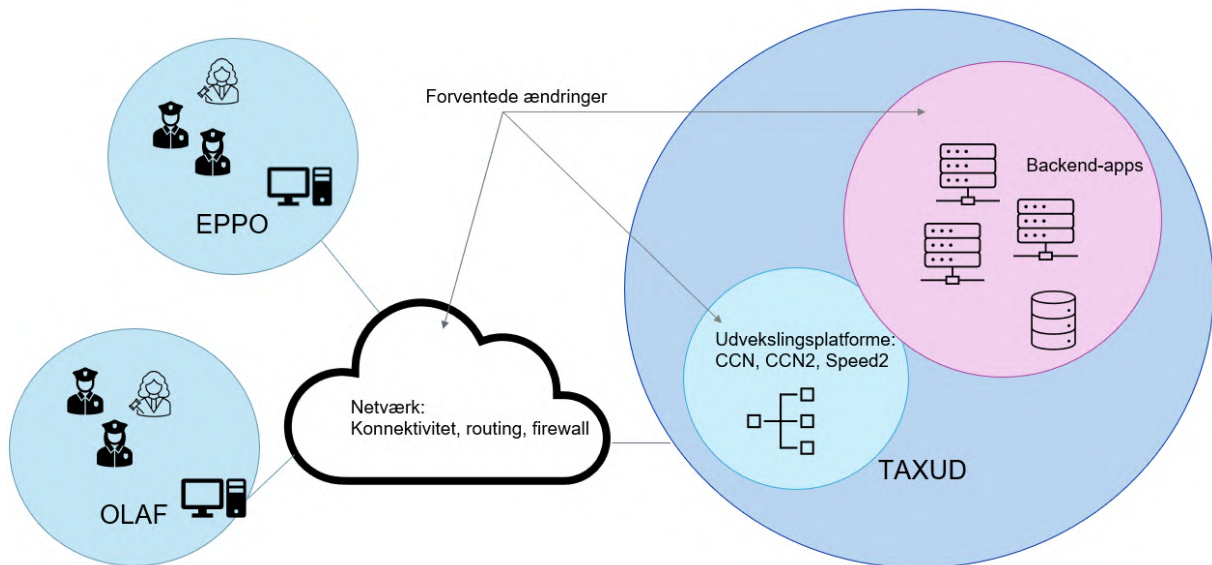 Forventede ændringer
EPPO
Backend-apps
Udvekslingsplatforme:
CCN, CCN2, Speed2
Netværk:
Konnektivitet, routing, firewall
TAXUD
OLAF